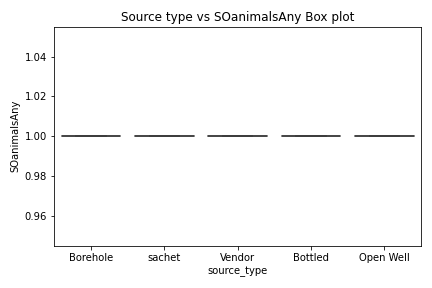 Source type vs SOanimalsAny Box plot
SOanimalsAny
1.04
1.02
1.00
0.98
0.96
Borehole sachet Vendor Bottled Open Well
source_type